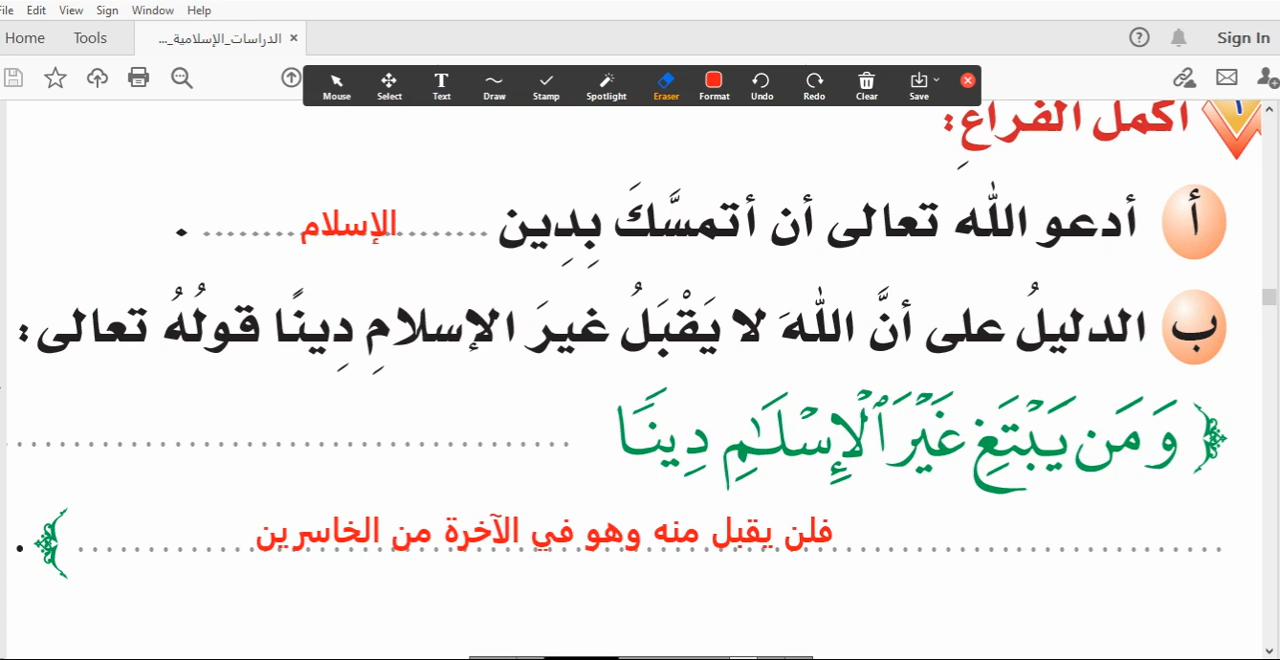 File Edit View Sign Window Help
Home Tools الدراسات_الإسلامية_... × Sign In
Mouse Select Text Draw Stamp Spotlight Eraser Format Undo Redo Clear Save
١ أكمل الفراغِ:
أ أدعو اللّٰه تعالى أن أتمسَّكَ بِدِين ........الإسلام........ .
ب الدليلُ على أنَّ اللّٰهَ لا يَقْبَلُ غيرَ الإسلامِ دِينًا قولُهُ تعالى:
﴿ وَمَن يَبْتَغِ غَيْرَ ٱلْإِسْلَٰمِ دِينًا ........................
........ فلن يقبل منه وهو في الآخرة من الخاسرين ........ ﴾ .